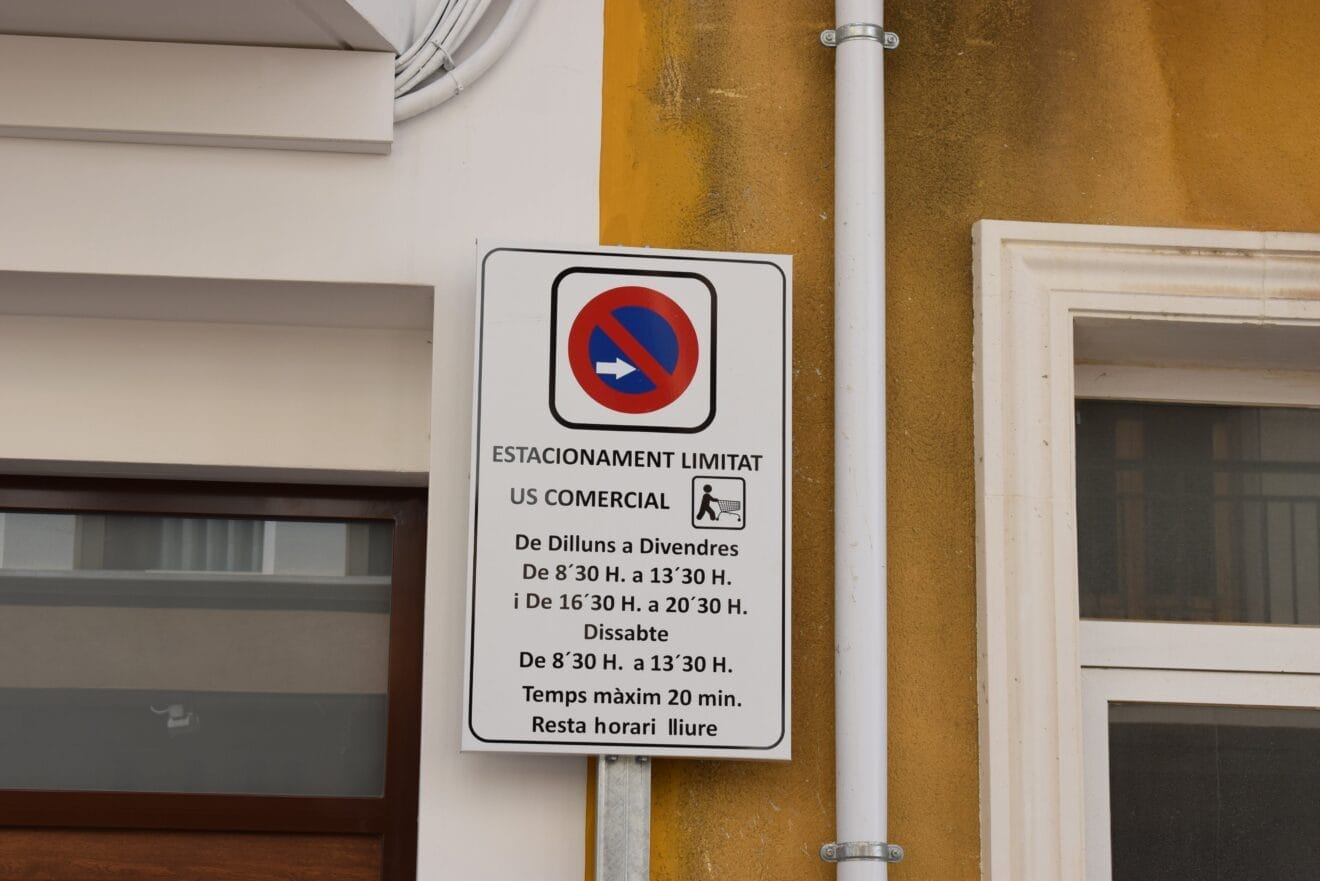 ESTACIONAMENT LIMITAT
US COMERCIAL
De Dilluns a Divendres
De 8´30 H. a 13´30 H.
i De 16´30 H. a 20´30 H.
Dissabte
De 8´30 H. a 13´30 H.
Temps màxim 20 min.
Resta horari lliure